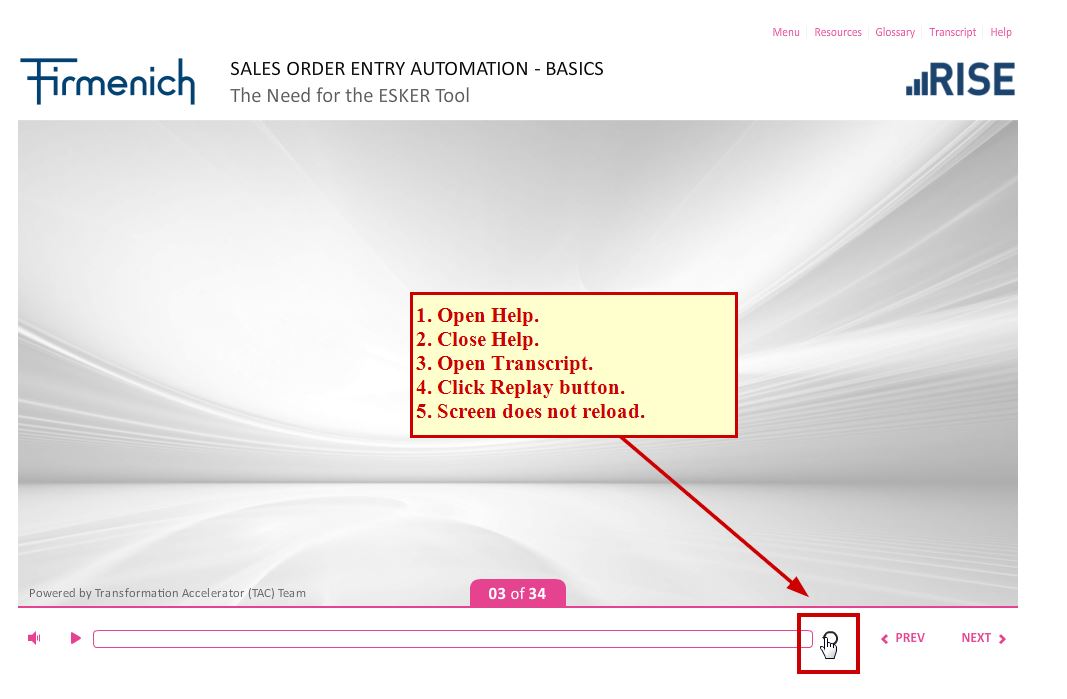 Menu Resources Glossary Transcript Help
Firmenich
SALES ORDER ENTRY AUTOMATION - BASICS
The Need for the ESKER Tool
RISE
1. Open Help.
2. Close Help.
3. Open Transcript.
4. Click Replay button.
5. Screen does not reload.
Powered by Transformation Accelerator (TAC) Team
03 of 34
PREV
NEXT